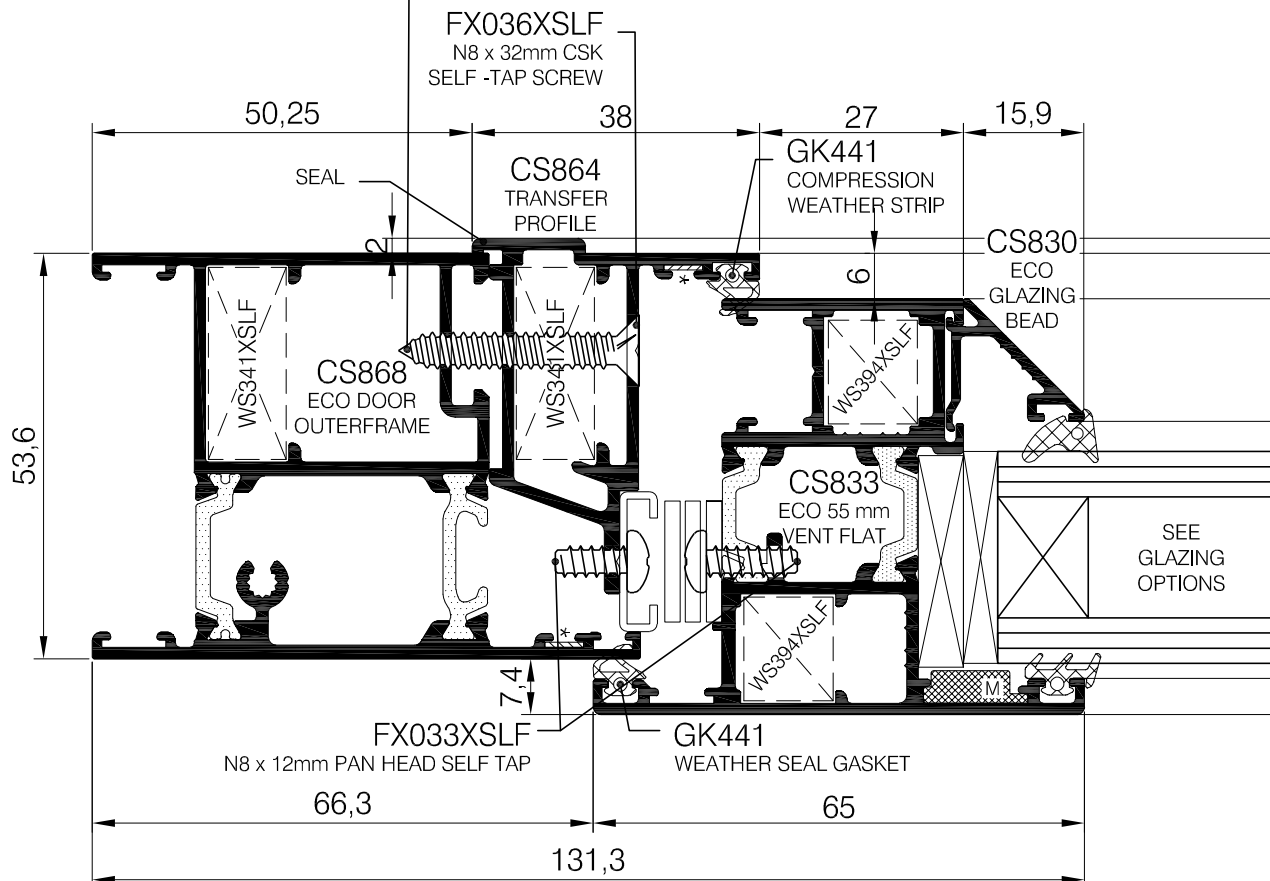 FX036XSLF
N8 x 32mm CSK
SELF -TAP SCREW
50,25
38
27
15,9
SEAL
CS864
TRANSFER
PROFILE
GK441
COMPRESSION
WEATHER STRIP
2
6
CS830
ECO
GLAZING
BEAD
WS341XSLF
WS341XSLF
WS394XSLF
CS868
ECO DOOR
OUTERFRAME
53,6
CS833
ECO 55 mm
VENT FLAT
SEE
GLAZING
OPTIONS
*
*
WS394XSLF
M
7,4
FX033XSLF
N8 x 12mm PAN HEAD SELF TAP
GK441
WEATHER SEAL GASKET
66,3
65
131,3